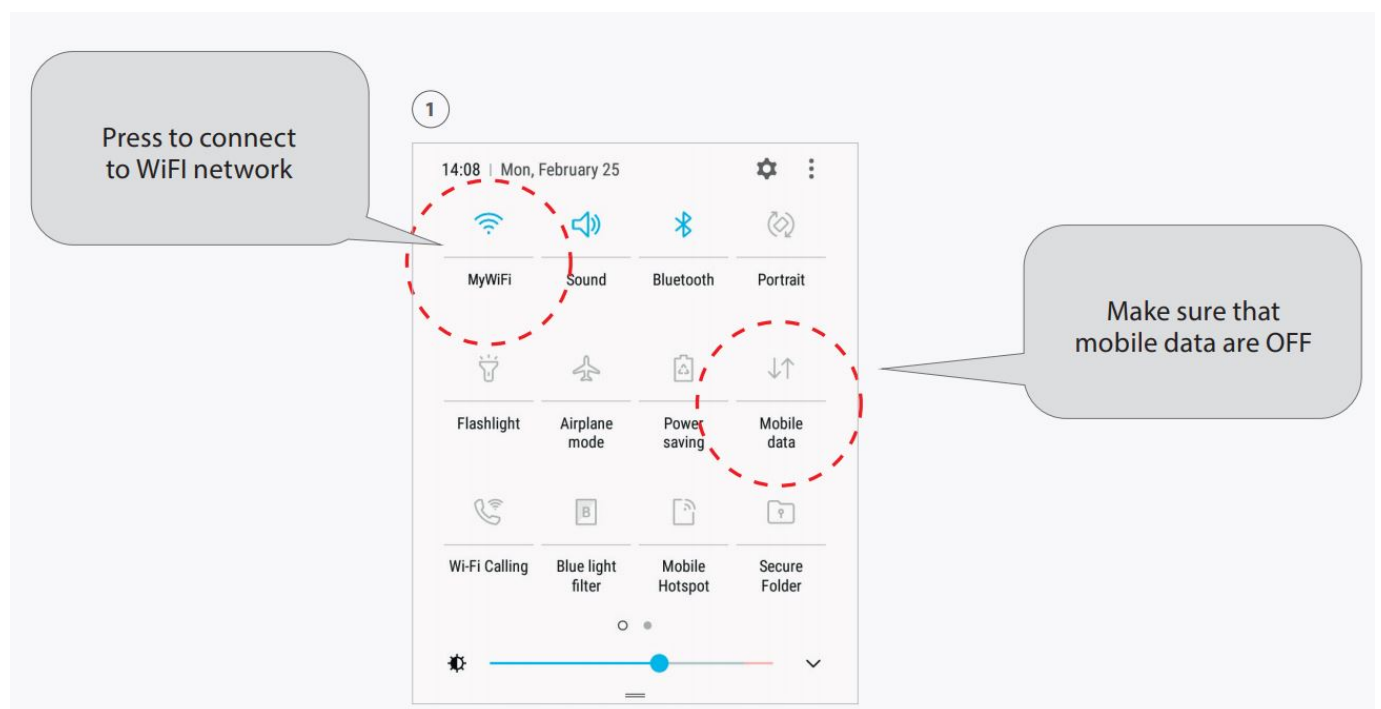 Press to connect
to WiFI network
1
14:08 | Mon, February 25
MyWiFi
Sound
Bluetooth
Portrait
Make sure that
mobile data are OFF
Flashlight
Airplane
mode
Power
saving
Mobile
data
B
Wi-Fi Calling
Blue light
filter
Mobile
Hotspot
Secure
Folder